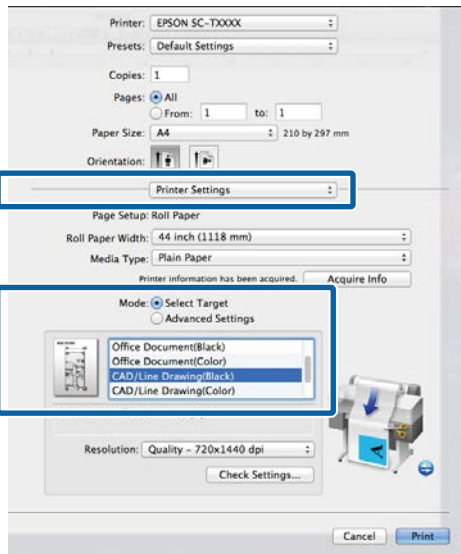 Printer: EPSON SC-TXXXX
Presets: Default Settings
Copies: 1
Pages: All
From: 1 to: 1
Paper Size: A4 210 by 297 mm
Orientation:
Printer Settings
Page Setup: Roll Paper
Roll Paper Width: 44 inch (1118 mm)
Media Type: Plain Paper
Printer information has been acquired. Acquire Info
Mode: Select Target
Advanced Settings
Office Document(Black)
Office Document(Color)
CAD/Line Drawing(Black)
CAD/Line Drawing(Color)
Resolution: Quality - 720x1440 dpi
Check Settings...
Cancel Print